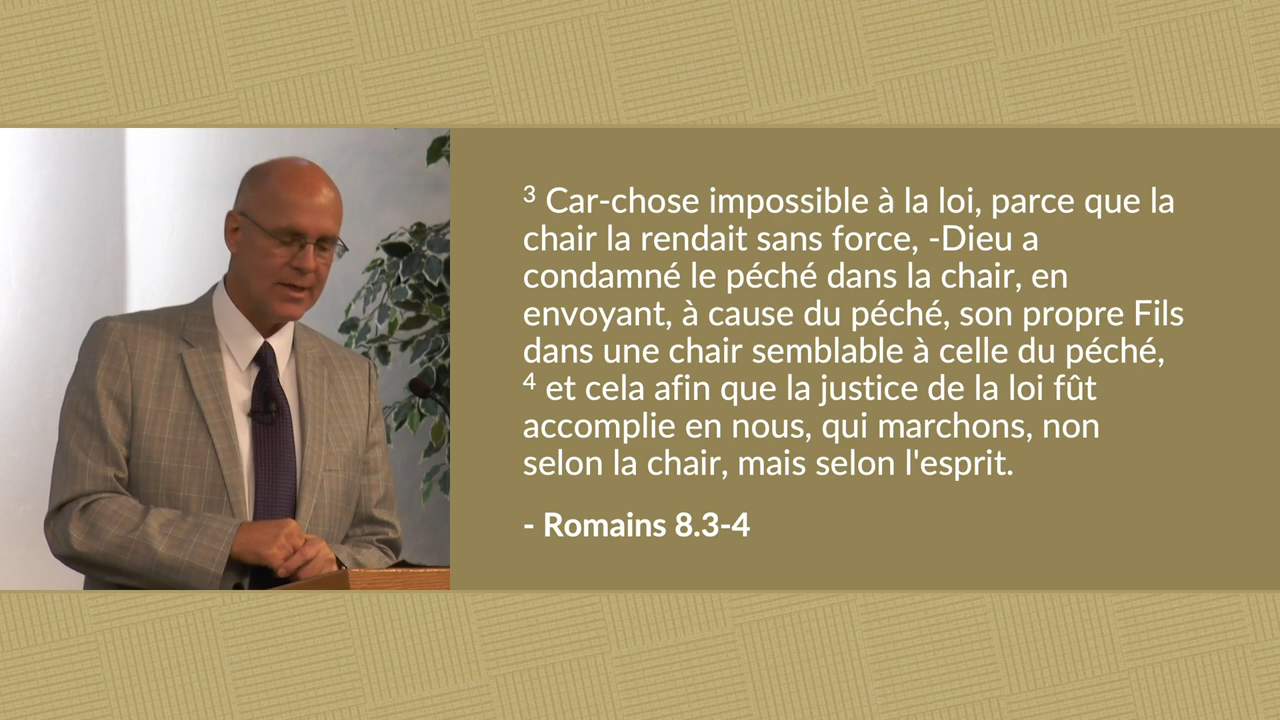 3 Car-chose impossible à la loi, parce que la
chair la rendait sans force, -Dieu a
condamné le péché dans la chair, en
envoyant, à cause du péché, son propre Fils
dans une chair semblable à celle du péché,
4 et cela afin que la justice de la loi fût
accomplie en nous, qui marchons, non
selon la chair, mais selon l'esprit.
- Romains 8.3-4